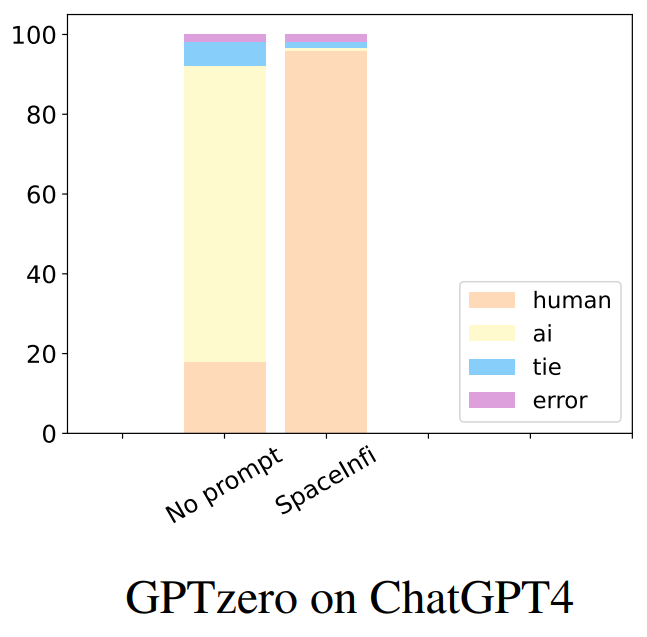 100
80
60
40
20
0
human
ai
tie
error
No prompt
SpaceInfi
GPTzero on ChatGPT4